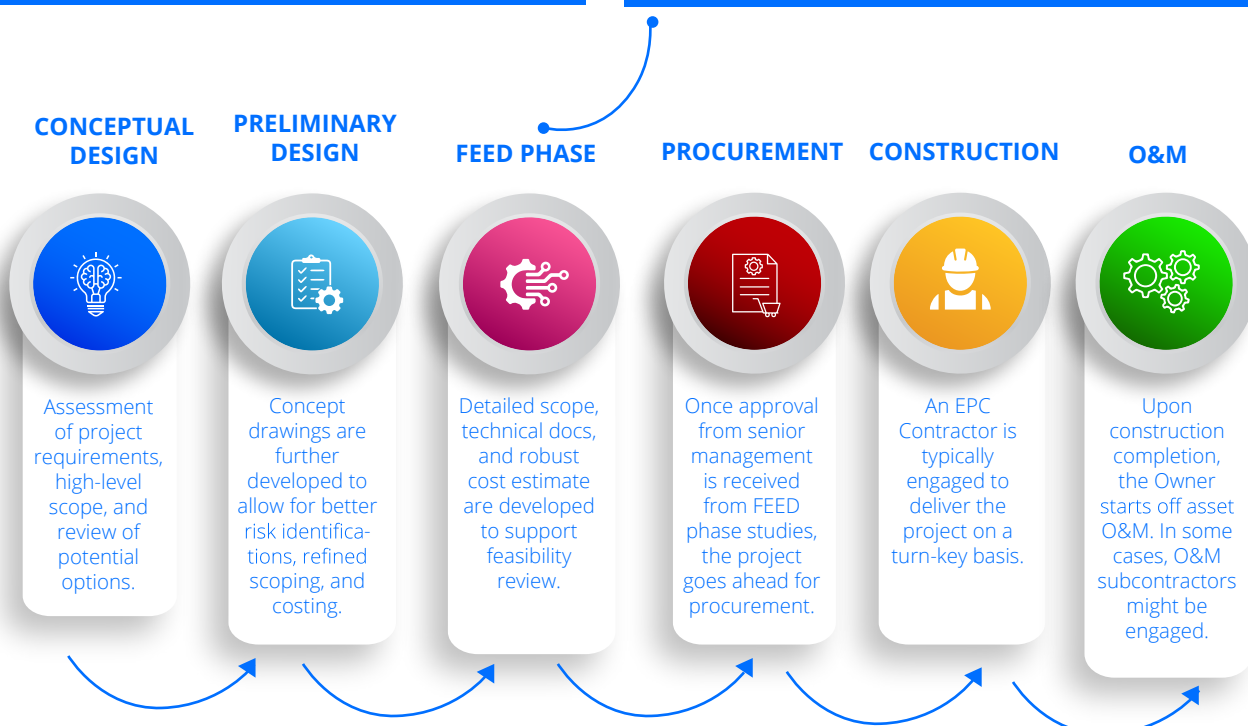 CONCEPTUAL
DESIGN
Assessment
of project
requirements,
high-level
scope, and
review of
potential
options.
PRELIMINARY
DESIGN
Concept
drawings are
further
developed to
allow for better
risk identifica-
tions, refined
scoping, and
costing.
FEED PHASE
Detailed scope,
technical docs,
and robust
cost estimate
are developed
to support
feasibility
review.
PROCUREMENT
Once approval
from senior
management
is received
from FEED
phase studies,
the project
goes ahead for
procurement.
CONSTRUCTION
An EPC
Contractor is
typically
engaged to
deliver the
project on a
turn-key basis.
O&M
Upon
construction
completion,
the Owner
starts off asset
O&M. In some
cases, O&M
subcontractors
might be
engaged.